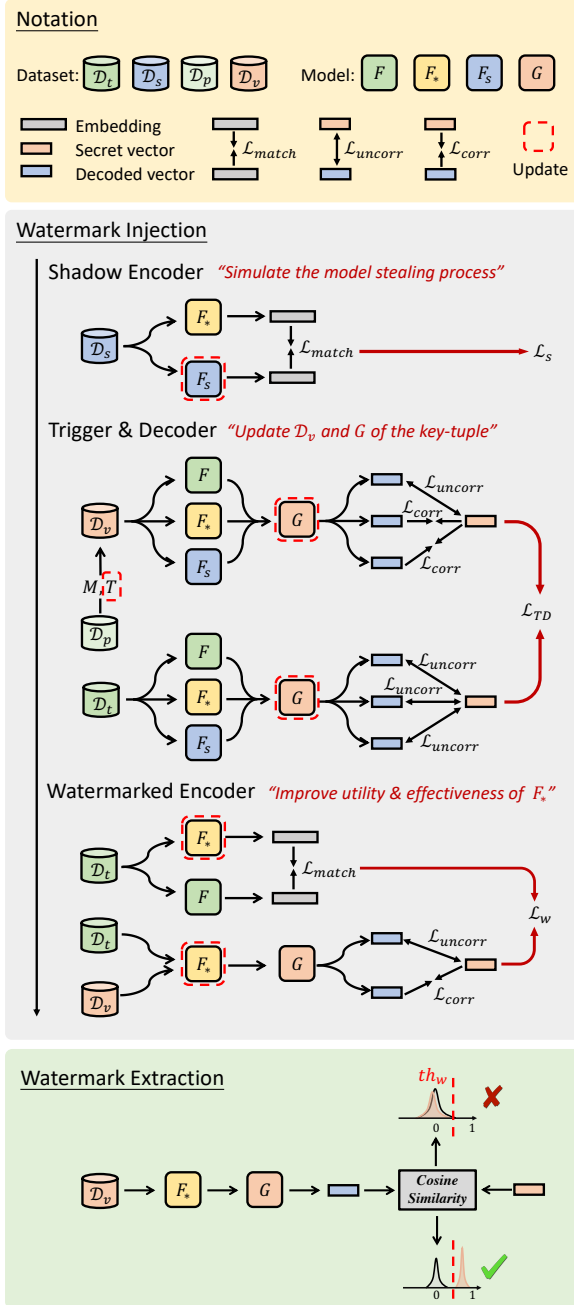 Notation
Dataset: 𝒟t 𝒟s 𝒟p 𝒟v Model: F F* Fs G
Embedding
Secret vector
Decoded vector
ℒmatch ℒuncorr ℒcorr
Update
Watermark Injection
Shadow Encoder "Simulate the model stealing process"
F*
𝒟s ℒmatch ℒs
Fs
Trigger & Decoder "Update 𝒟v and G of the key-tuple"
F ℒuncorr
𝒟v F* G ℒcorr
Fs ℒcorr
M, T
𝒟p
ℒTD
F ℒuncorr
𝒟t F* G ℒuncorr
Fs ℒuncorr
Watermarked Encoder "Improve utility & effectiveness of F*"
F*
𝒟t ℒmatch
F
ℒw
𝒟t ℒuncorr
F* G
𝒟v ℒcorr
Watermark Extraction
thw
0 1 ✘
𝒟v F* G Cosine
Similarity
0 1 ✓